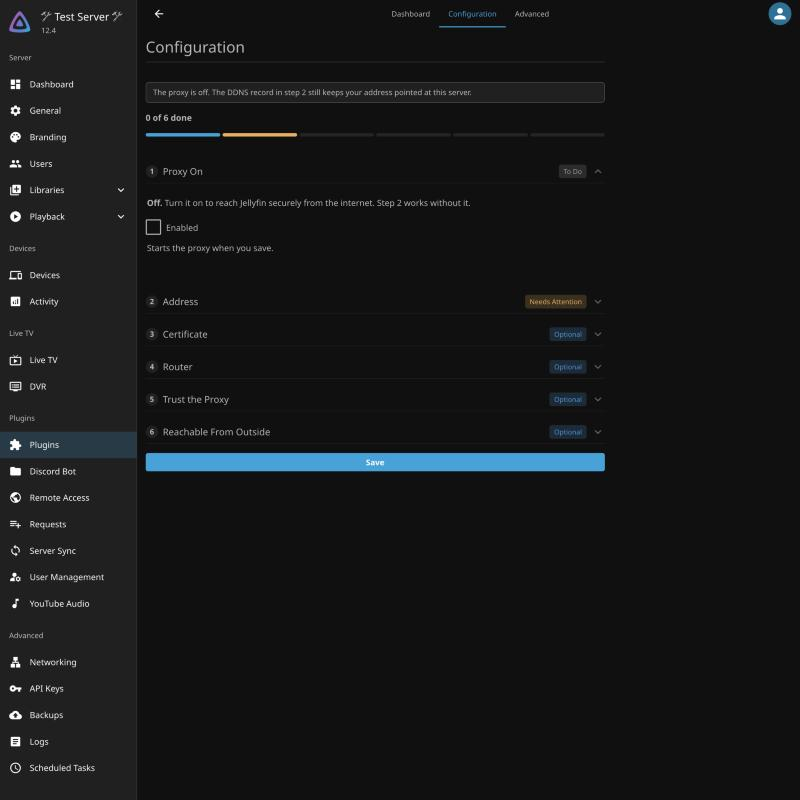 Test Server
12.4
Dashboard
Configuration
Advanced
Server
Dashboard
General
Branding
Users
Libraries
Playback
Devices
Devices
Activity
Live TV
Live TV
DVR
Plugins
Plugins
Discord Bot
Remote Access
Requests
Server Sync
User Management
YouTube Audio
Advanced
Networking
API Keys
Backups
Logs
Scheduled Tasks
Configuration
The proxy is off. The DDNS record in step 2 still keeps your address pointed at this server.
0 of 6 done
1 Proxy On To Do
Off. Turn it on to reach Jellyfin securely from the internet. Step 2 works without it.
Enabled
Starts the proxy when you save.
2 Address Needs Attention
3 Certificate Optional
4 Router Optional
5 Trust the Proxy Optional
6 Reachable From Outside Optional
Save